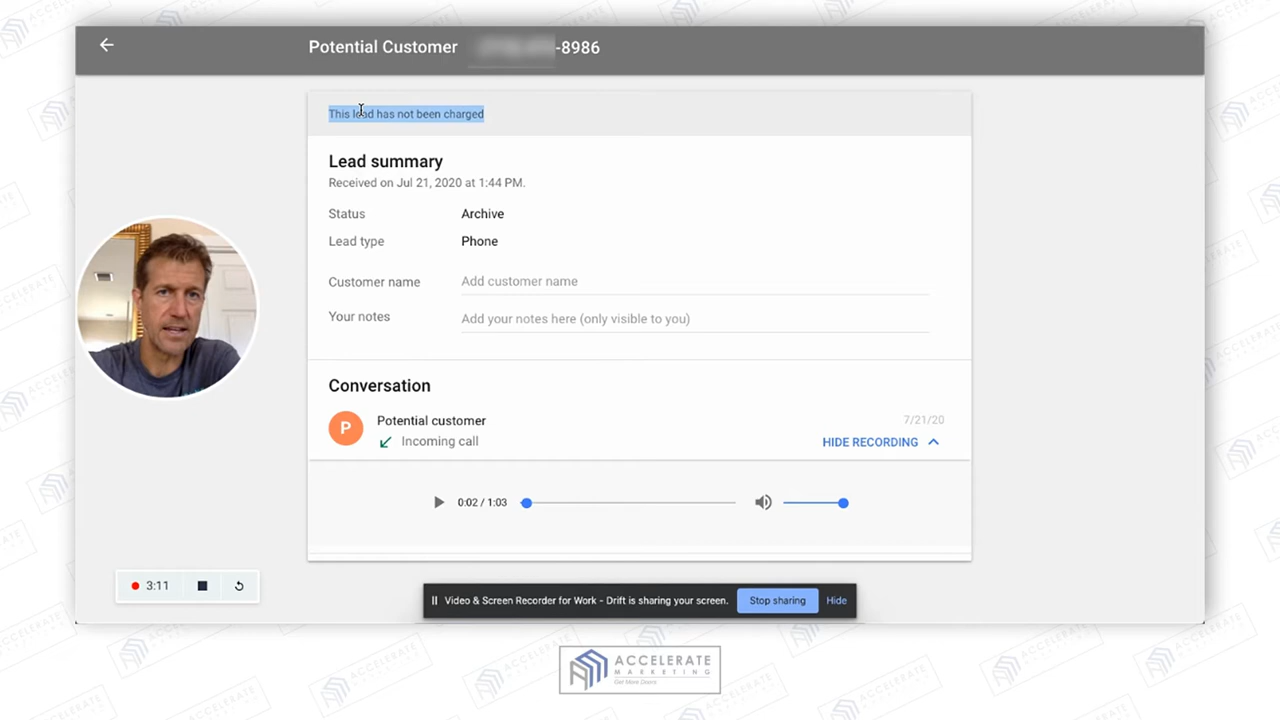 Potential Customer -8986
This lead has not been charged
Lead summary
Received on Jul 21, 2020 at 1:44 PM.
Status Archive
Lead type Phone
Customer name Add customer name
Your notes Add your notes here (only visible to you)
Conversation
P Potential customer 7/21/20
Incoming call HIDE RECORDING
0:02 / 1:03
3:11
Video & Screen Recorder for Work - Drift is sharing your screen. Stop sharing Hide
ACCELERATE
MARKETING
Get More Doors